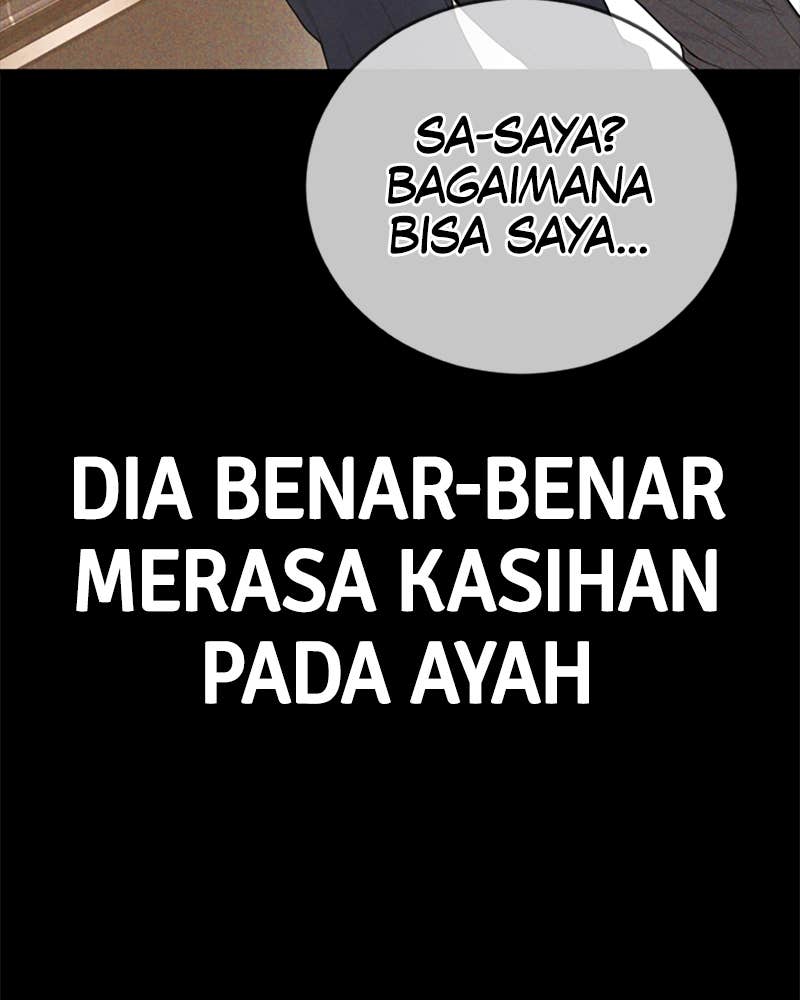 SA-SAYA?
BAGAIMANA
BISA SAYA...
DIA BENAR-BENAR
MERASA KASIHAN
PADA AYAH